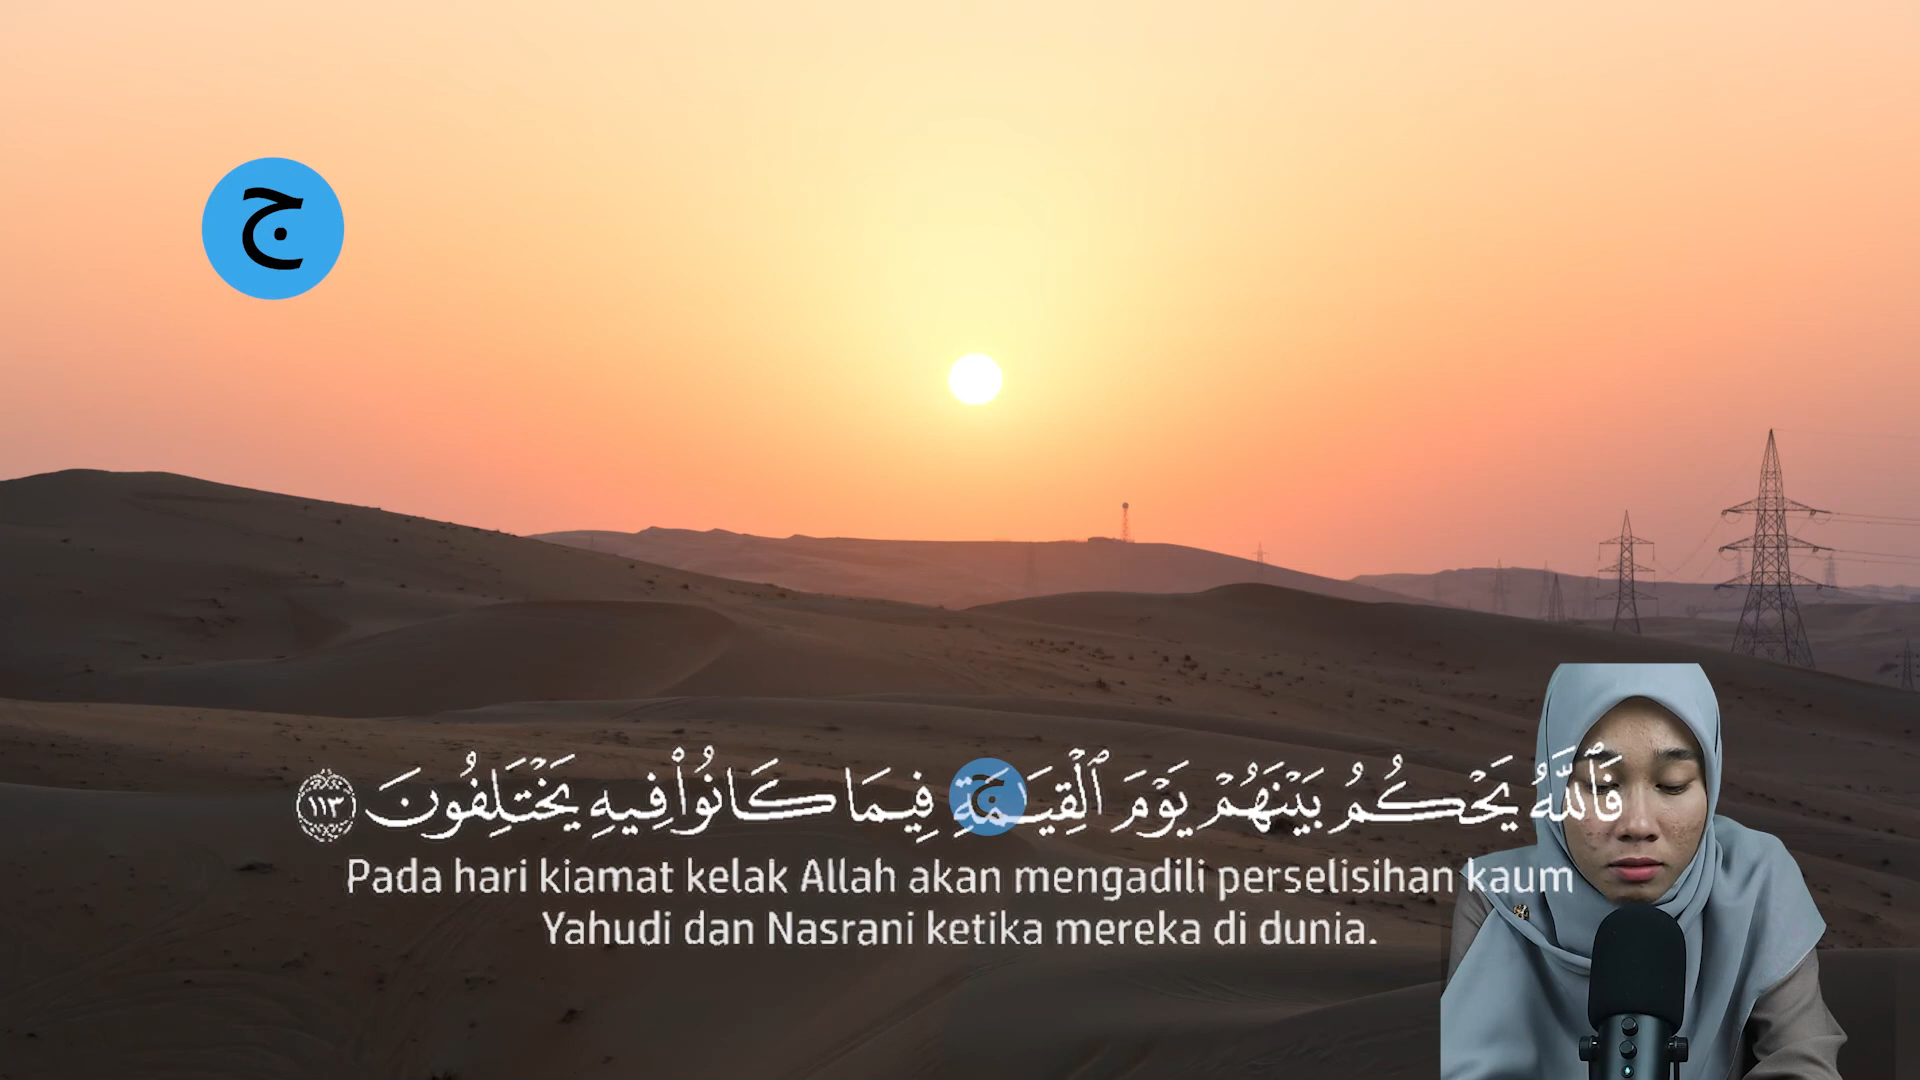 ج
فَٱللَّهُ يَحْكُمُ بَيْنَهُمْ يَوْمَ ٱلْقِيَـٰمَةِ ج فِيمَا كَانُوا۟ فِيهِ يَخْتَلِفُونَ ١١٣
Pada hari kiamat kelak Allah akan mengadili perselisihan kaum
Yahudi dan Nasrani ketika mereka di dunia.